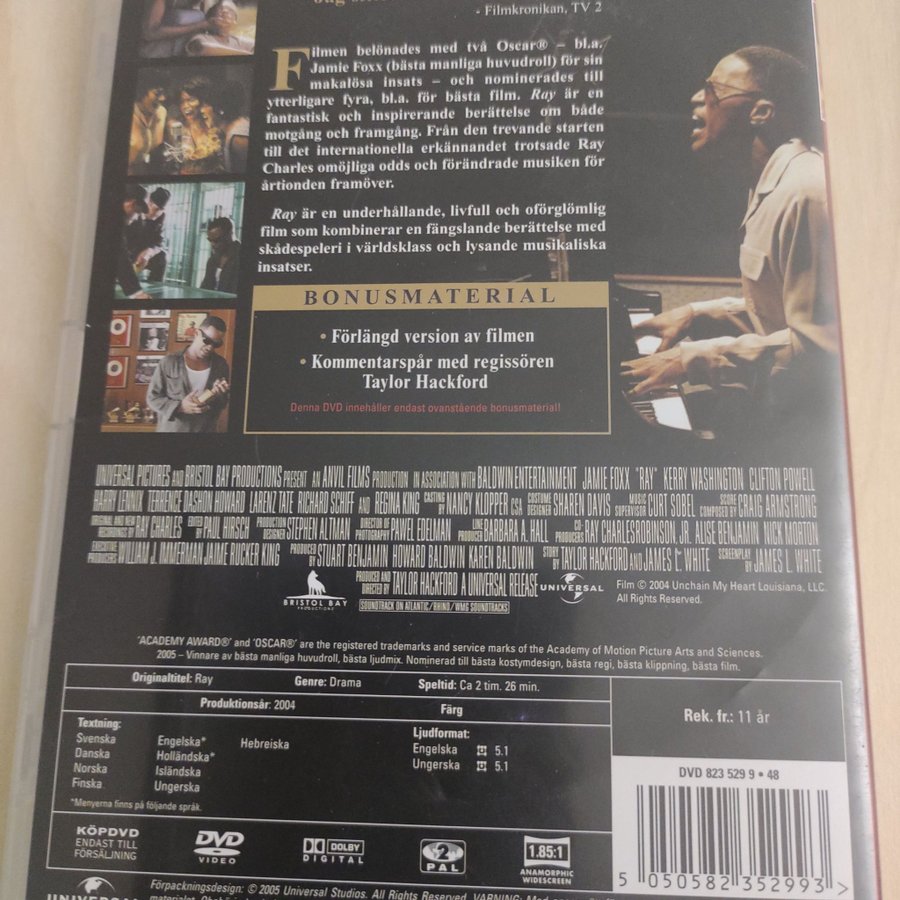 - Filmkronikan, TV 2
Filmen belönades med två Oscar® – bl.a.
Jamie Foxx (bästa manliga huvudroll) för sin
makalösa insats – och nominerades till
ytterligare fyra, bl.a. för bästa film. Ray är en
fantastisk och inspirerande berättelse om både
motgång och framgång. Från den trevande starten
till det internationella erkännandet trotsade Ray
Charles omöjliga odds och förändrade musiken för
årtionden framöver.
Ray är en underhållande, livfull och oförglömlig
film som kombinerar en fängslande berättelse med
skådespeleri i världsklass och lysande musikaliska
insatser.
BONUSMATERIAL
• Förlängd version av filmen
• Kommentarspår med regissören
Taylor Hackford
Denna DVD innehåller endast ovanstående bonusmaterial!
UNIVERSAL PICTURES AND BRISTOL BAY PRODUCTIONS PRESENT AN ANVIL FILMS PRODUCTION IN ASSOCIATION WITH BALDWIN ENTERTAINMENT JAMIE FOXX "RAY" KERRY WASHINGTON CLIFTON POWELL
HARRY LENNIX TERRENCE DASHON HOWARD LARENZ TATE RICHARD SCHIFF AND REGINA KING CASTING BY NANCY KLOPPER CSA COSTUME DESIGNER SHAREN DAVIS MUSIC SUPERVISOR CURT SOBEL SCORE COMPOSED BY CRAIG ARMSTRONG
ORIGINAL AND NEW RECORDINGS BY RAY CHARLES EDITED BY PAUL HIRSCH PRODUCTION DESIGNER STEPHEN ALTMAN DIRECTOR OF PHOTOGRAPHY PAWEL EDELMAN LINE PRODUCER BARBARA A. HALL CO-PRODUCERS RAY CHARLES ROBINSON, JR. ALISE BENJAMIN NICK MORTON
EXECUTIVE PRODUCERS WILLIAM J. IMMERMAN JAIME RUCKER KING PRODUCED BY STUART BENJAMIN HOWARD BALDWIN KAREN BALDWIN STORY BY TAYLOR HACKFORD AND JAMES L. WHITE SCREENPLAY BY JAMES L. WHITE
PRODUCED AND DIRECTED BY TAYLOR HACKFORD A UNIVERSAL RELEASE
BRISTOL BAY
PRODUCTIONS
SOUNDTRACK ON ATLANTIC/RHINO/WMG SOUNDTRACKS
UNIVERSAL
Film © 2004 Unchain My Heart Louisiana, LLC.
All Rights Reserved.
'ACADEMY AWARD®' and 'OSCAR®' are the registered trademarks and service marks of the Academy of Motion Picture Arts and Sciences.
2005 – Vinnare av bästa manliga huvudroll, bästa ljudmix. Nominerad till bästa kostymdesign, bästa regi, bästa klippning, bästa film.
Originaltitel: Ray Genre: Drama Speltid: Ca 2 tim. 26 min.
Produktionsår: 2004 Färg
Rek. fr.: 11 år
Textning:
Svenska Engelska* Hebreiska
Danska Holländska*
Norska Isländska
Finska Ungerska
*Menyerna finns på följande språk.
Ljudformat:
Engelska 5.1
Ungerska 5.1
DVD 823 529 9 • 48
KÖPDVD
ENDAST TILL
FÖRSÄLJNING
DVD
VIDEO
DOLBY
DIGITAL
2
PAL
1.85:1
ANAMORPHIC
WIDESCREEN
5 050582 352993 >
UNIVERSAL
Förpackningsdesign: © 2005 Universal Studios. All Rights Reserved. VARNING: